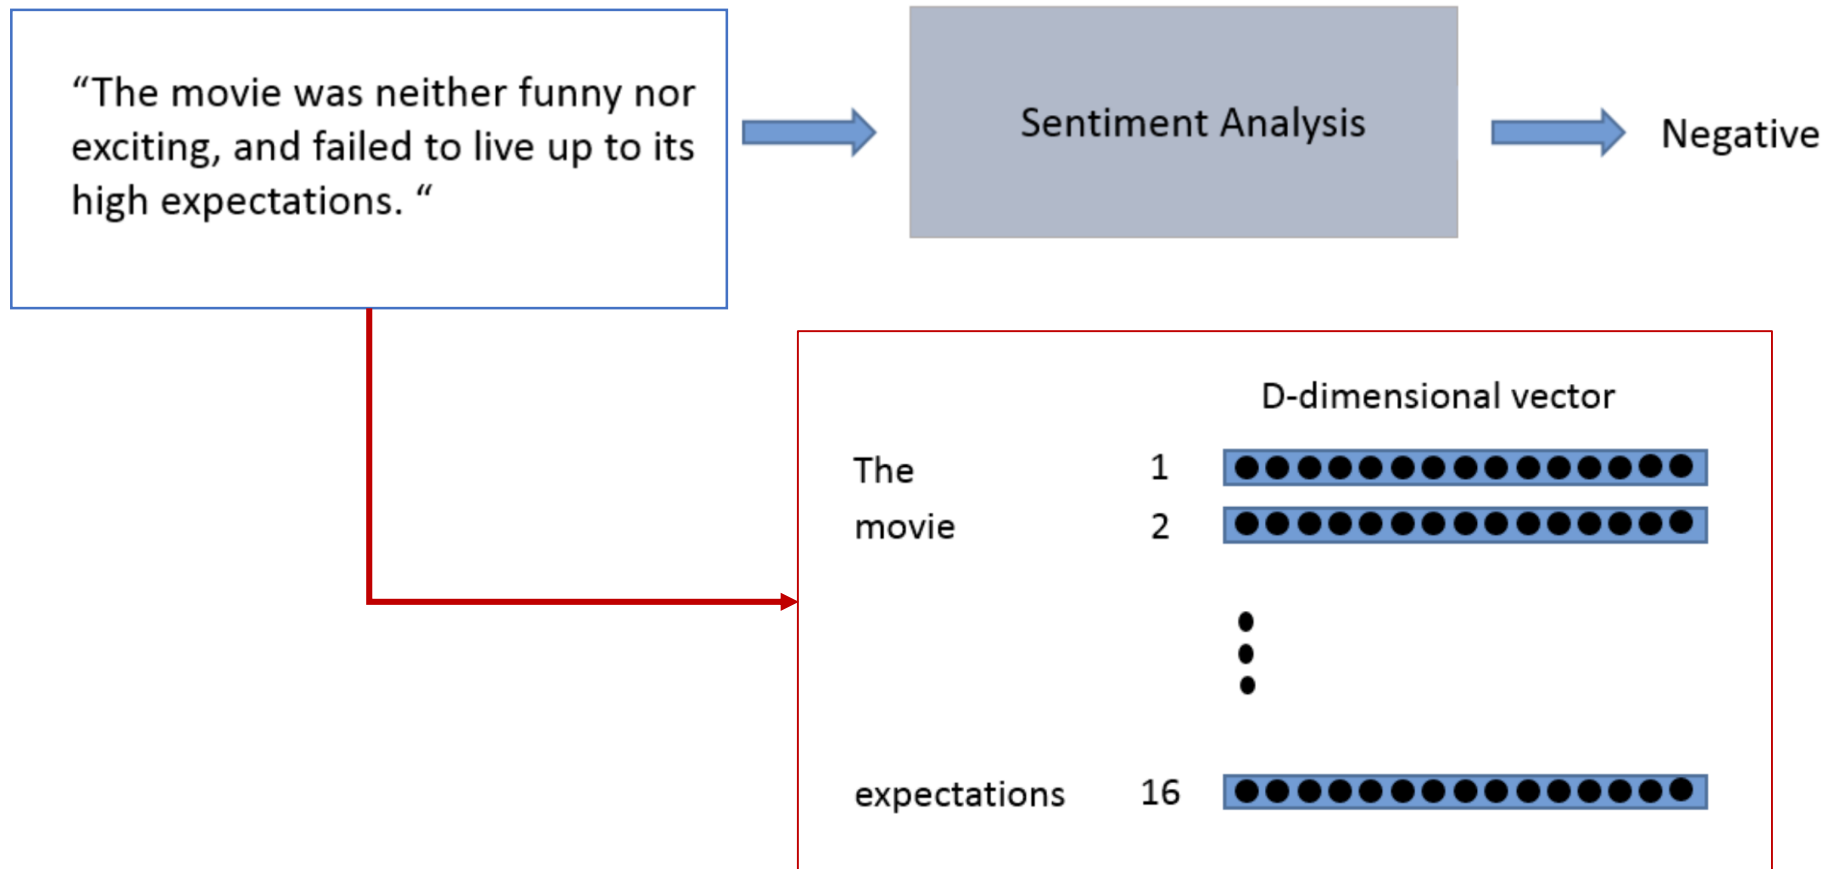 “The movie was neither funny nor
exciting, and failed to live up to its
high expectations. “
Sentiment Analysis
Negative
D-dimensional vector
The 1
movie 2
expectations 16